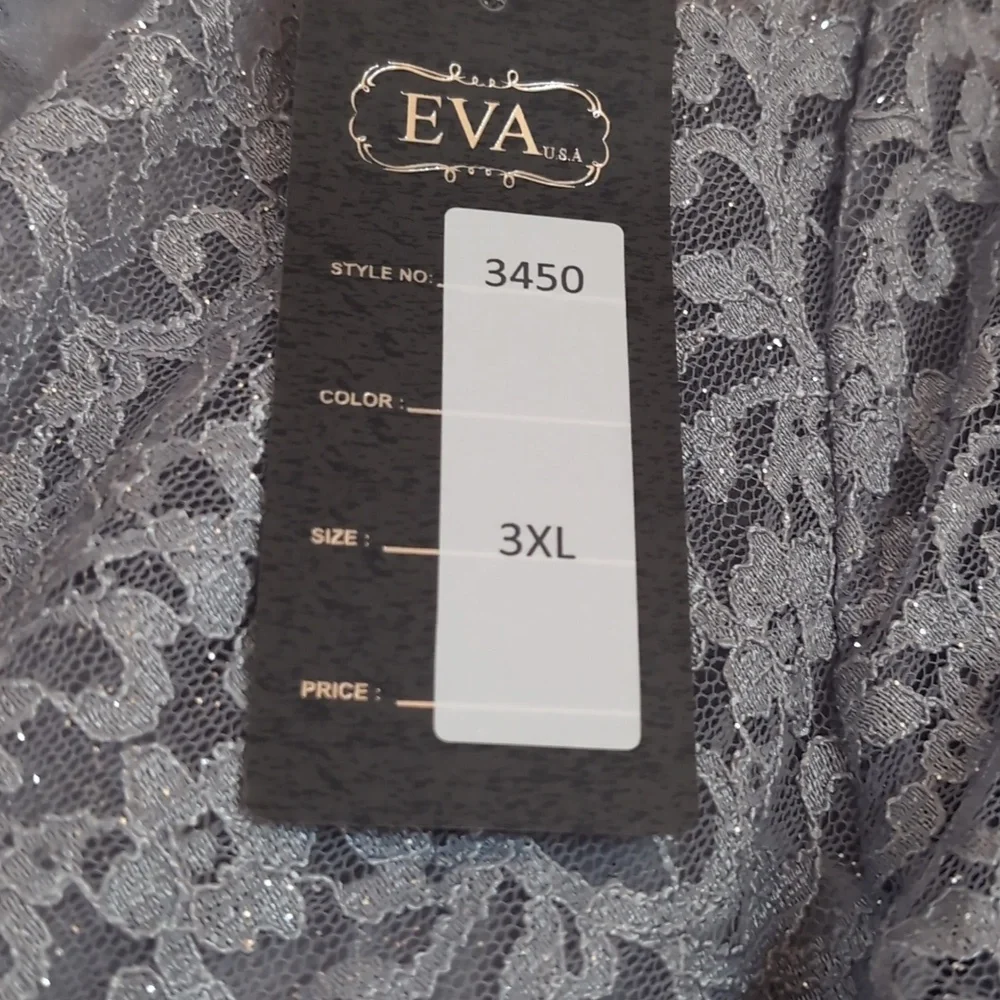 EVA U.S.A
STYLE NO: 3450
COLOR :
SIZE : 3XL
PRICE :